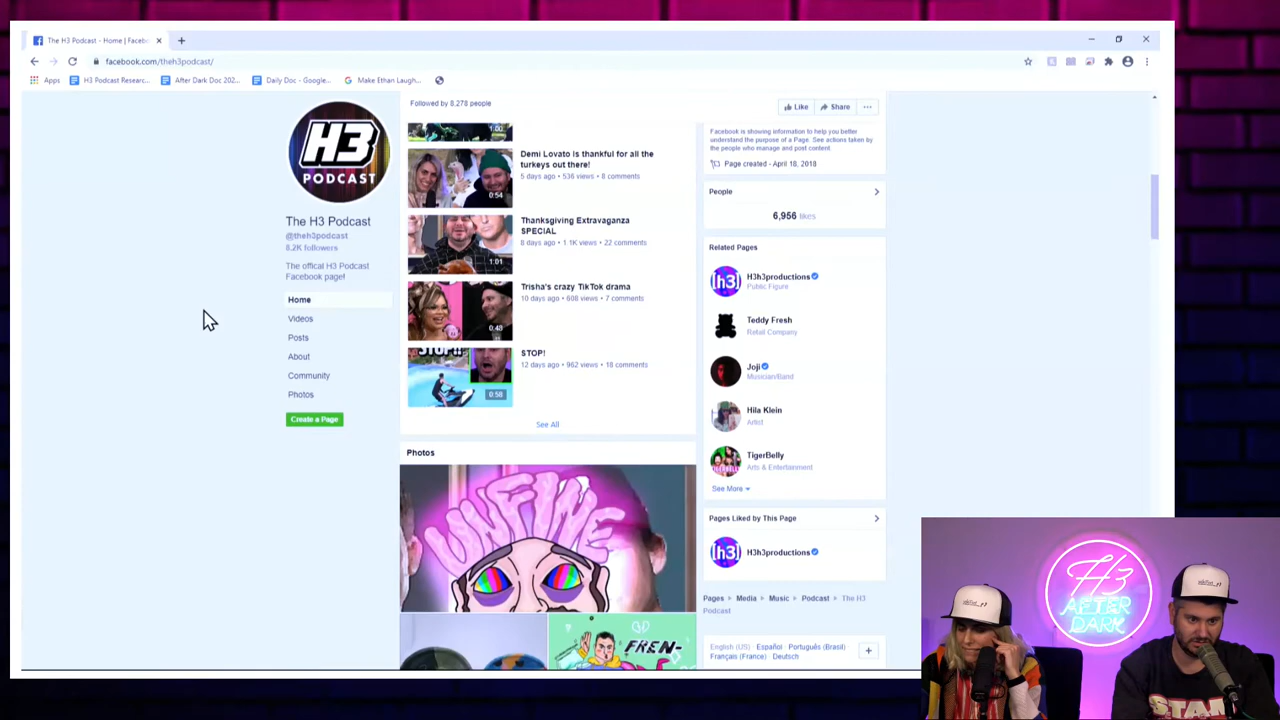 The H3 Podcast - Home | Faceb
facebook.com/theh3podcast/
Apps
H3 Podcast Researc...
After Dark Doc 202...
Daily Doc - Google...
Make Ethan Laugh...
Followed by 8,278 people
Like
Share
1:00
Demi Lovato is thankful for all the
turkeys out there!
5 days ago • 536 views • 8 comments
0:54
Thanksgiving Extravaganza
SPECIAL
8 days ago • 1.1K views • 22 comments
1:01
Trisha's crazy TikTok drama
10 days ago • 608 views • 7 comments
0:48
STOP!
12 days ago • 962 views • 18 comments
0:58
See All
H3
PODCAST
The H3 Podcast
@theh3podcast
8.2K followers
The offical H3 Podcast
Facebook page!
Home
Videos
Posts
About
Community
Photos
Create a Page
Photos
UNFINE
FREN-
Facebook is showing information to help you better
understand the purpose of a Page. See actions taken by
the people who manage and post content.
Page created - April 18, 2018
People
6,956 likes
Related Pages
[h3]
H3h3productions
Public Figure
Teddy Fresh
Retail Company
Joji
Musician/Band
Hila Klein
Artist
TigerBelly
Arts & Entertainment
See More
Pages Liked by This Page
[h3]
H3h3productions
Pages Media Music Podcast The H3
Podcast
English (US) · Español · Português (Brasil) ·
Français (France) · Deutsch
H3
AFTER
DARK